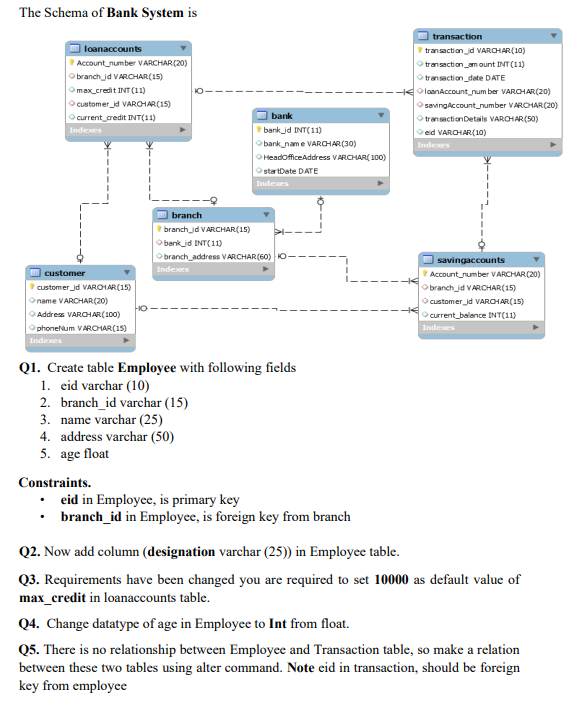 The Schema of Bank System is
loanaccounts
Account_number VARCHAR(20)
branch_id VARCHAR(15)
max_credit INT(11)
customer_id VARCHAR(15)
current_credit INT(11)
Indexes
transaction
transaction_id VARCHAR(10)
transaction_amount INT(11)
transaction_date DATE
loanAccount_number VARCHAR(20)
savingAccount_number VARCHAR(20)
transactionDetails VARCHAR(50)
eid VARCHAR(10)
Indexes
bank
bank_id INT(11)
bank_name VARCHAR(30)
HeadOfficeAddress VARCHAR(100)
startDate DATE
Indexes
branch
branch_id VARCHAR(15)
bank_id INT(11)
branch_address VARCHAR(60)
Indexes
customer
customer_id VARCHAR(15)
name VARCHAR(20)
Address VARCHAR(100)
phoneNum VARCHAR(15)
Indexes
savingaccounts
Account_number VARCHAR(20)
branch_id VARCHAR(15)
customer_id VARCHAR(15)
current_balance INT(11)
Indexes
Q1. Create table Employee with following fields
1. eid varchar (10)
2. branch_id varchar (15)
3. name varchar (25)
4. address varchar (50)
5. age float
Constraints.
• eid in Employee, is primary key
• branch_id in Employee, is foreign key from branch
Q2. Now add column (designation varchar (25)) in Employee table.
Q3. Requirements have been changed you are required to set 10000 as default value of
max_credit in loanaccounts table.
Q4. Change datatype of age in Employee to Int from float.
Q5. There is no relationship between Employee and Transaction table, so make a relation
between these two tables using alter command. Note eid in transaction, should be foreign
key from employee